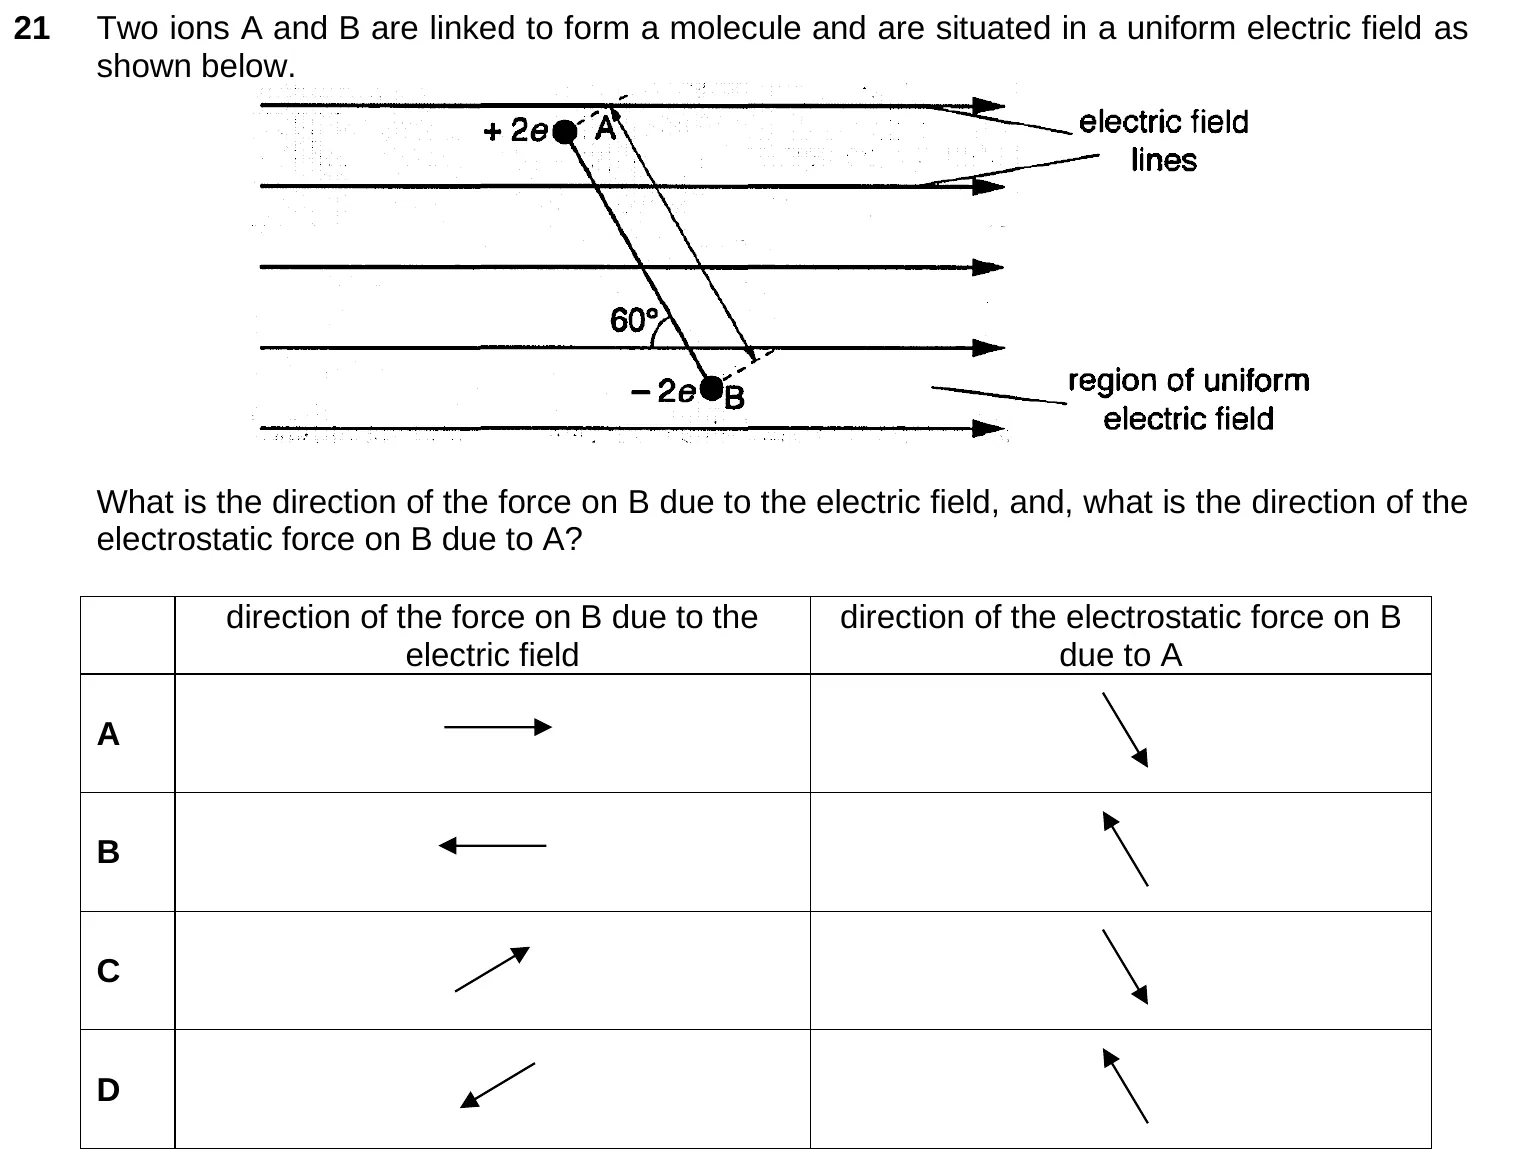 21 Two ions A and B are linked to form a molecule and are situated in a uniform electric field as
shown below.
+ 2e A
electric field
lines
60°
− 2e B
region of uniform
electric field
What is the direction of the force on B due to the electric field, and, what is the direction of the
electrostatic force on B due to A?
direction of the force on B due to the
electric field
direction of the electrostatic force on B
due to A
A
B
C
D